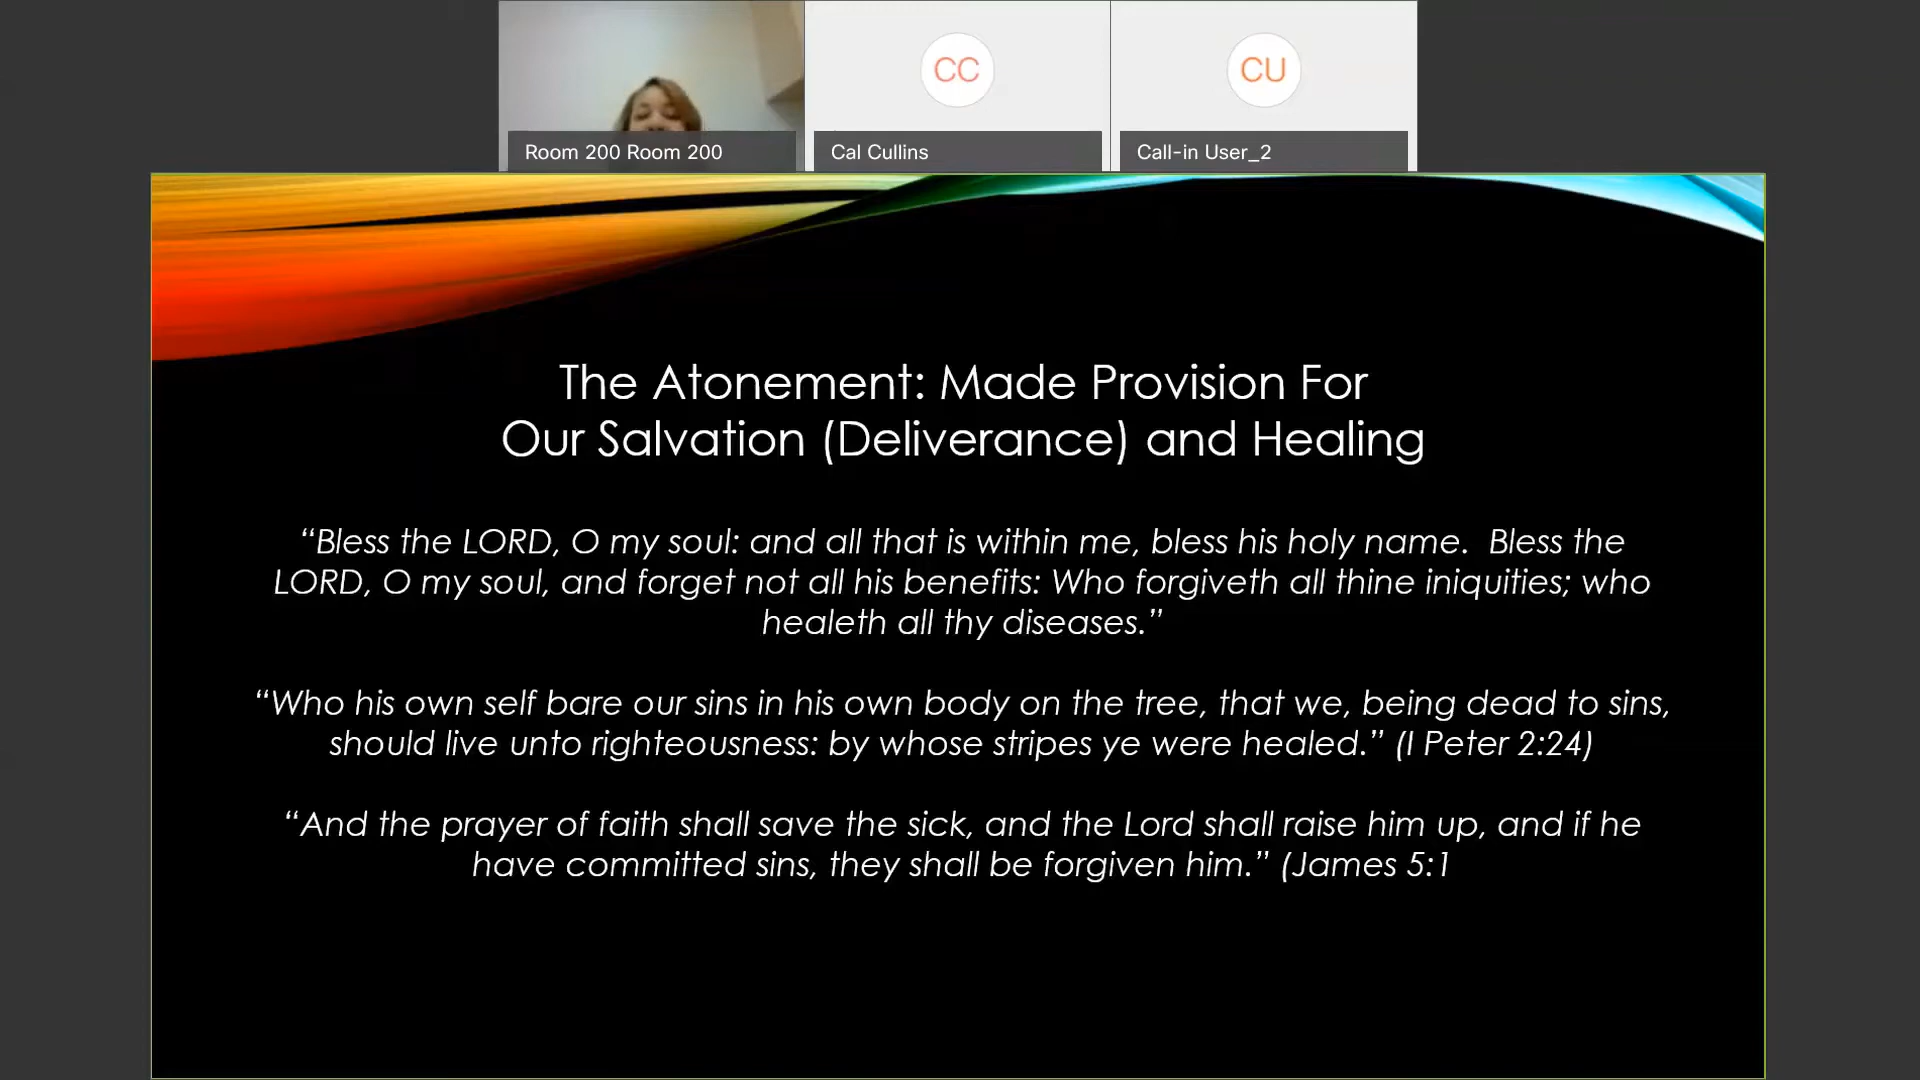 CC
CU
Room 200 Room 200
Cal Cullins
Call-in User_2
The Atonement: Made Provision For
Our Salvation (Deliverance) and Healing
“Bless the LORD, O my soul: and all that is within me, bless his holy name.  Bless the
LORD, O my soul, and forget not all his benefits: Who forgiveth all thine iniquities; who
healeth all thy diseases.”
“Who his own self bare our sins in his own body on the tree, that we, being dead to sins,
should live unto righteousness: by whose stripes ye were healed.” (I Peter 2:24)
“And the prayer of faith shall save the sick, and the Lord shall raise him up, and if he
have committed sins, they shall be forgiven him.” (James 5:1